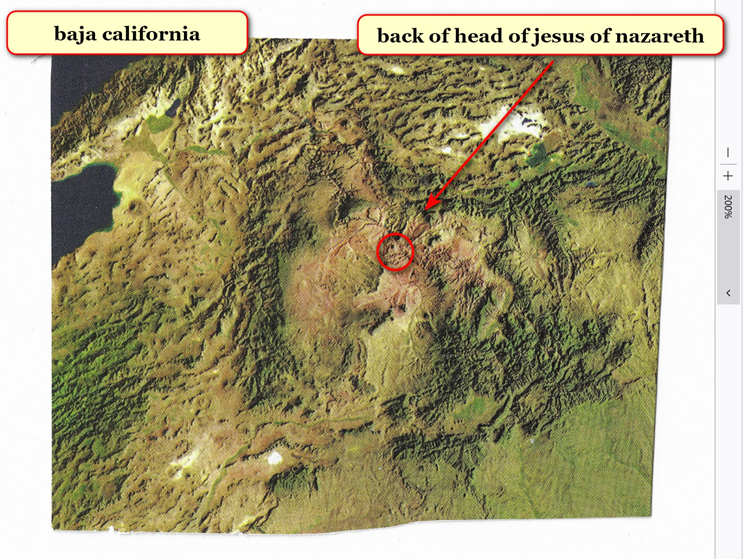 baja california
back of head of jesus of nazareth
200%